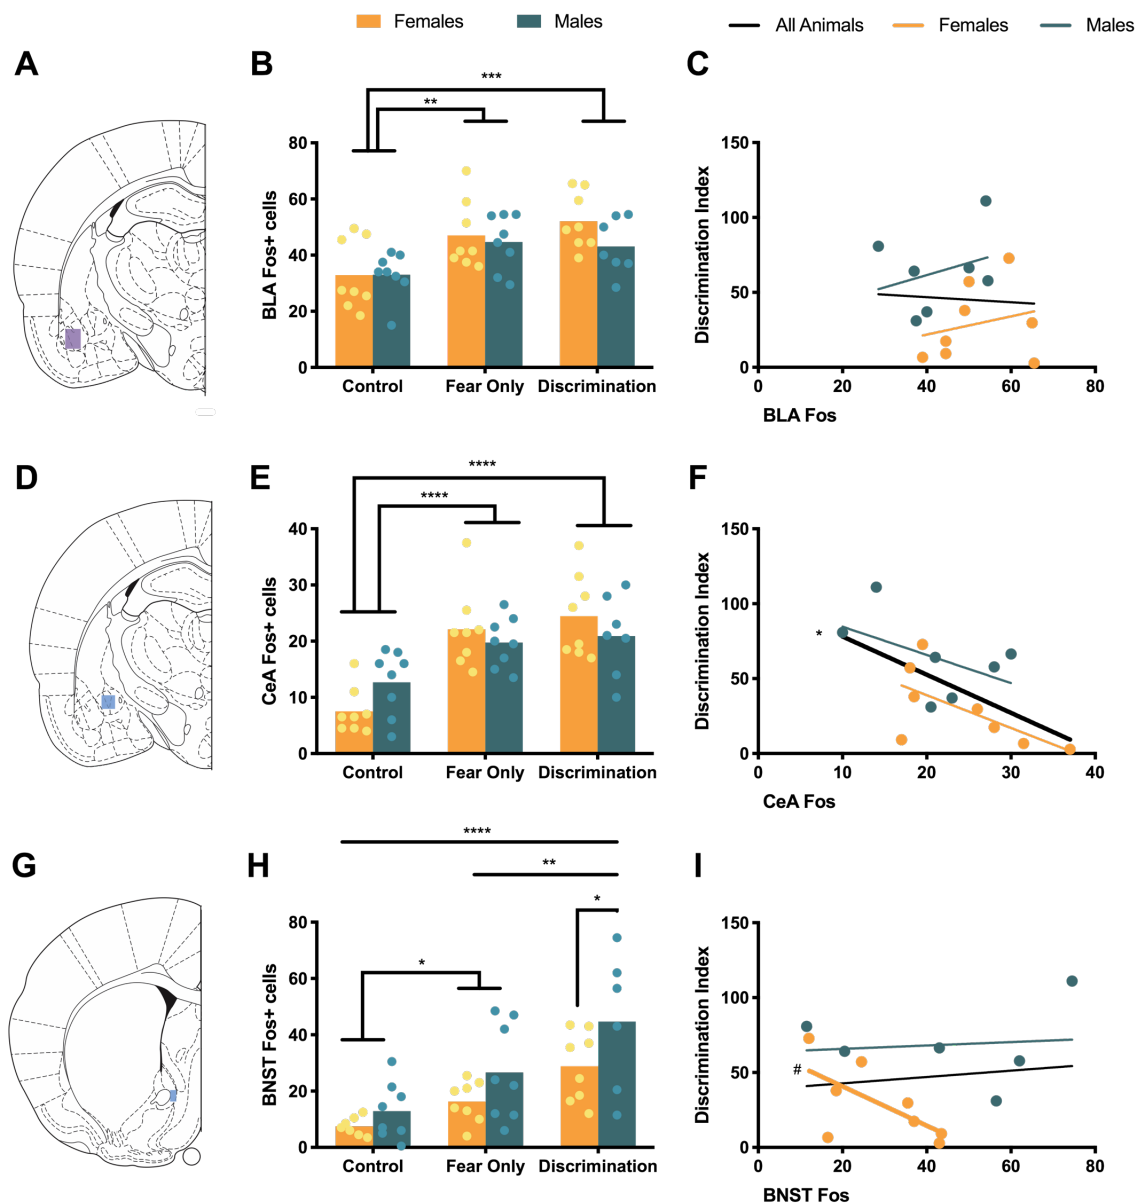 Females Males
All Animals Females Males
A
B
C
***
**
BLA Fos+ cells
80
60
40
20
0
Control Fear Only Discrimination
Discrimination Index
150
100
50
0
0 20 40 60 80
BLA Fos
D
E
F
****
****
CeA Fos+ cells
40
30
20
10
0
Control Fear Only Discrimination
Discrimination Index
150
100
50
0
*
0 10 20 30 40
CeA Fos
G
H
I
****
**
*
*
BNST Fos+ cells
80
60
40
20
0
Control Fear Only Discrimination
Discrimination Index
150
100
50
0
#
0 20 40 60 80
BNST Fos